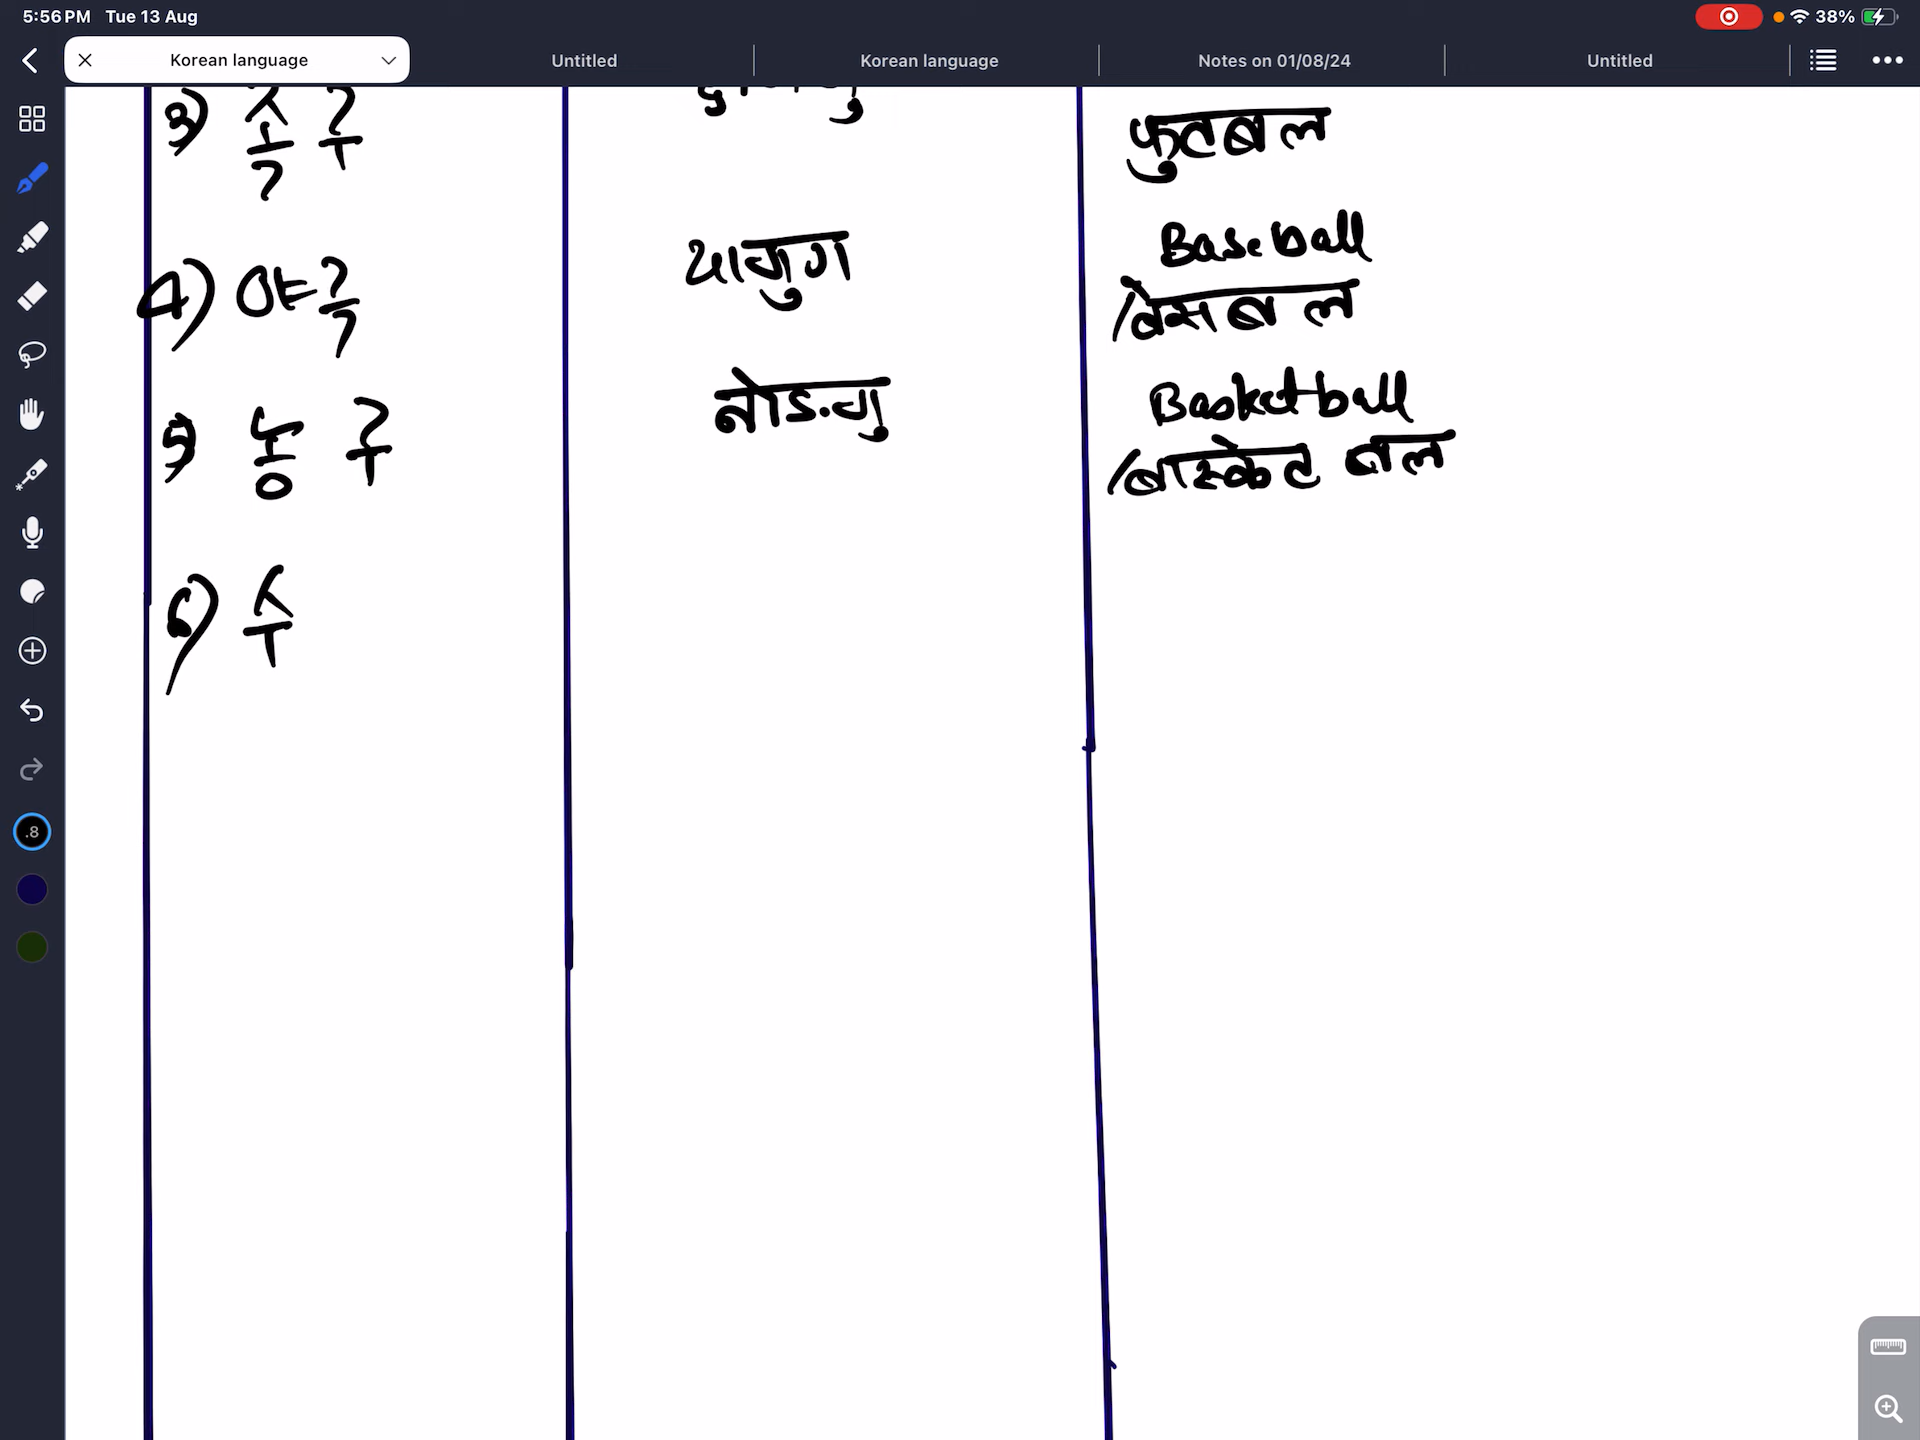 5:56 PM Tue 13 Aug
38%
Korean language
Untitled
Korean language
Notes on 01/08/24
Untitled
3) 축구
फुटबल
4) 야구
Baseball
/बेसबल
5) 농구
नोङ.गु
Basketball
/बास्केट बल
6) 수
.8